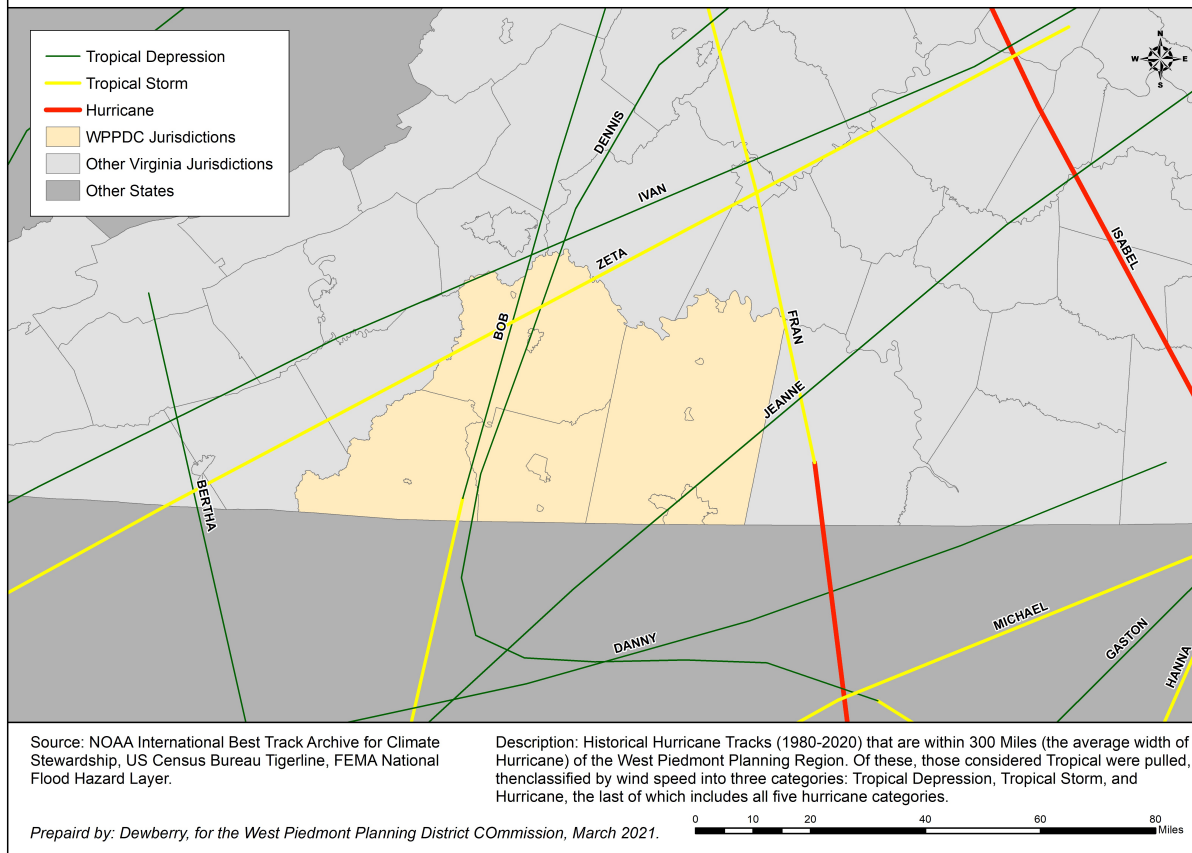 Tropical Depression
Tropical Storm
Hurricane
WPPDC Jurisdictions
Other Virginia Jurisdictions
Other States
N
W E
S
DENNIS
IVAN
ZETA
ISABEL
BOB
FRAN
JEANNE
BERTHA
DANNY
MICHAEL
GASTON
HANNA
Source: NOAA International Best Track Archive for Climate
Stewardship, US Census Bureau Tigerline, FEMA National
Flood Hazard Layer.
Prepaird by: Dewberry, for the West Piedmont Planning District COmmission, March 2021.
Description: Historical Hurricane Tracks (1980-2020) that are within 300 Miles (the average width of
Hurricane) of the West Piedmont Planning Region. Of these, those considered Tropical were pulled,
thenclassified by wind speed into three categories: Tropical Depression, Tropical Storm, and
Hurricane, the last of which includes all five hurricane categories.
0 10 20 40 60 80
Miles